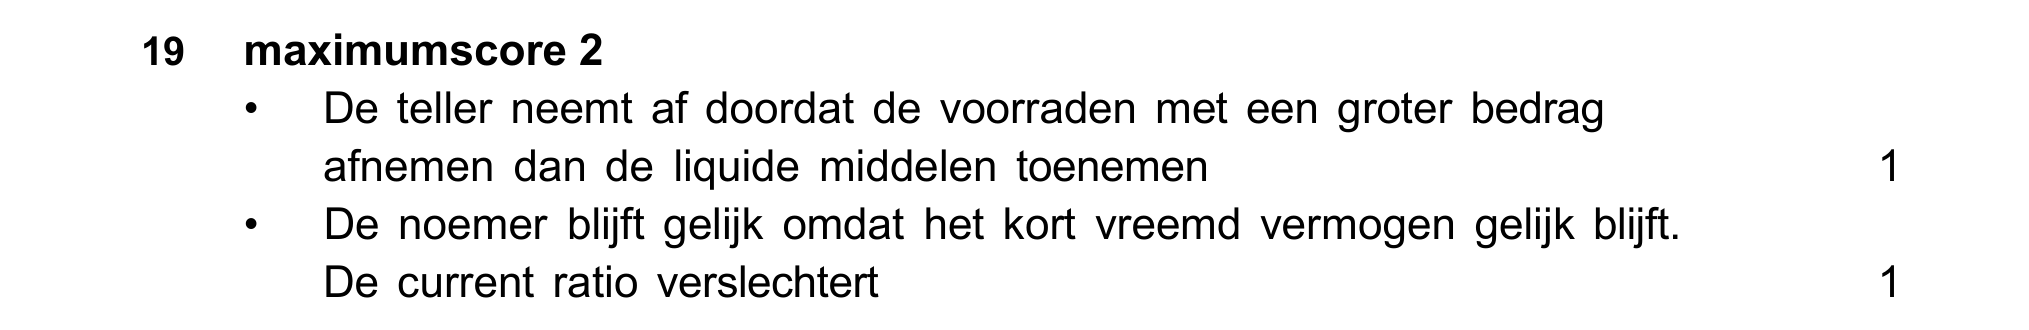 19 maximumscore 2
• De teller neemt af doordat de voorraden met een groter bedrag
afnemen dan de liquide middelen toenemen 1
• De noemer blijft gelijk omdat het kort vreemd vermogen gelijk blijft.
De current ratio verslechtert 1